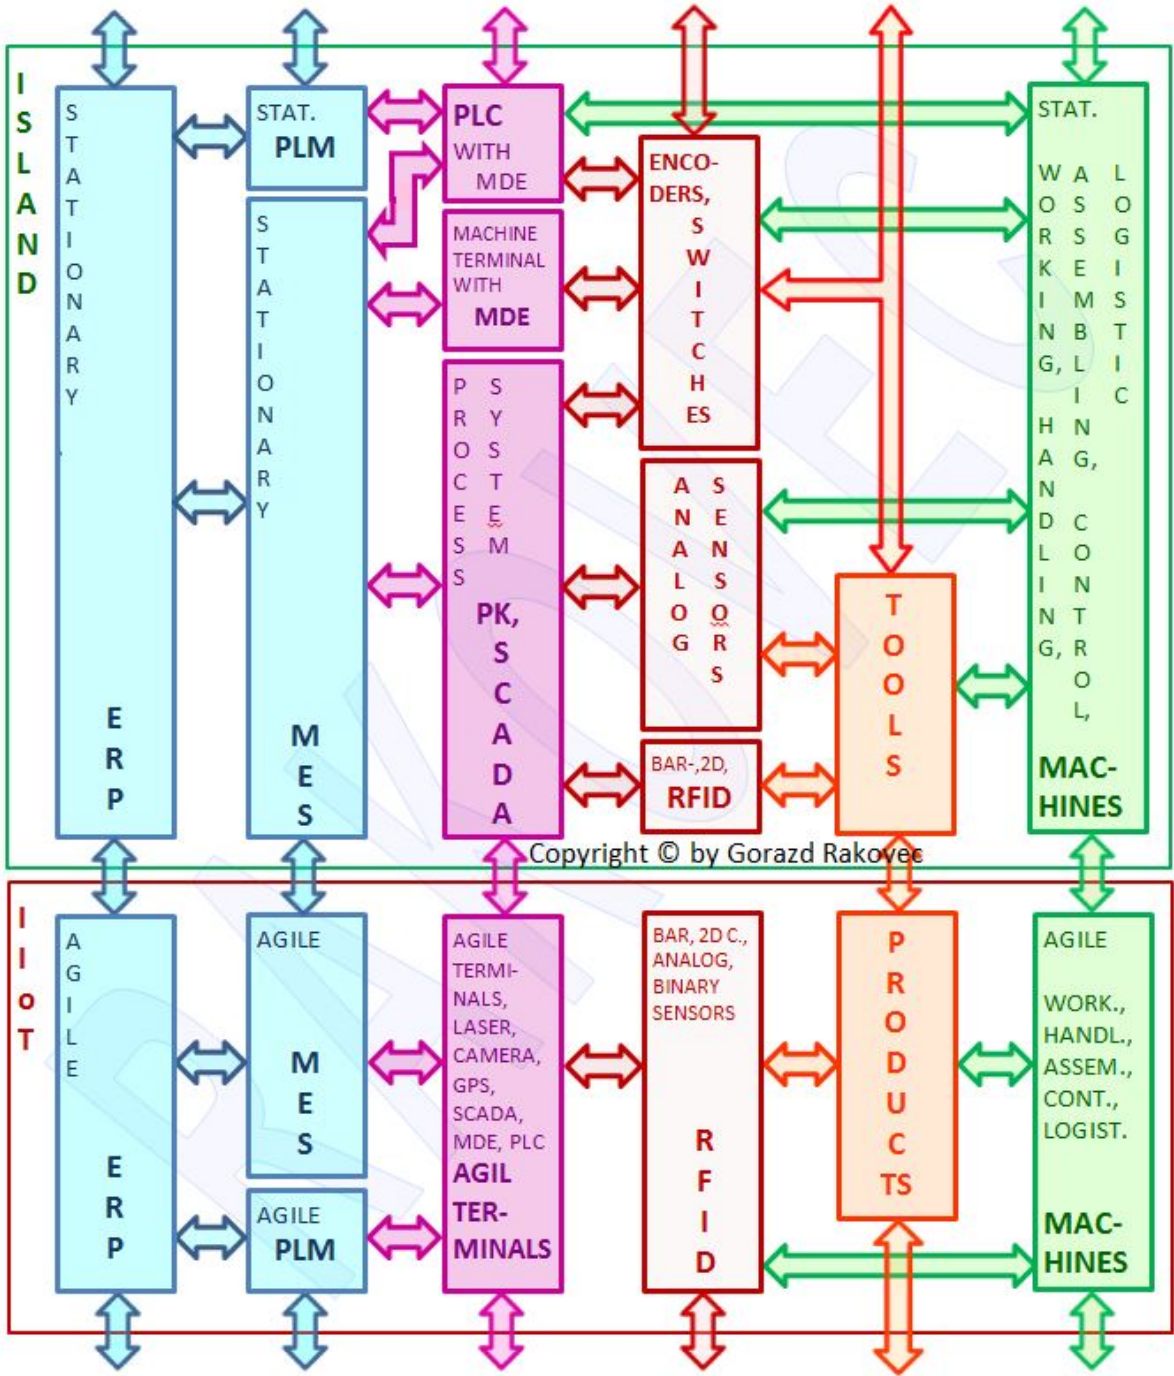 ISLAND
STATIONARY
ERP
STAT.
PLM
STATIONARY
MES
PLC
WITH
MDE
MACHINE
TERMINAL
WITH
MDE
PROCESS
SYSTEM
PK,
SCADA
ENCO-
DERS,
SWITCHES
ANALOG
SENSORS
BAR-,2D,
RFID
TOOLS
STAT.
WORKING, HANDLING,
ASSEMBLING, CONTROL,
LOGISTIC
MAC-
HINES
Copyright © by Gorazd Rakovec
IIoT
AGILE
ERP
AGILE
MES
AGILE
PLM
AGILE
TERMI-
NALS,
LASER,
CAMERA,
GPS,
SCADA,
MDE, PLC
AGIL
TER-
MINALS
BAR, 2D C.,
ANALOG,
BINARY
SENSORS
RFID
PRODUCTS
AGILE
WORK.,
HANDL.,
ASSEM.,
CONT.,
LOGIST.
MAC-
HINES
RAKOVEC